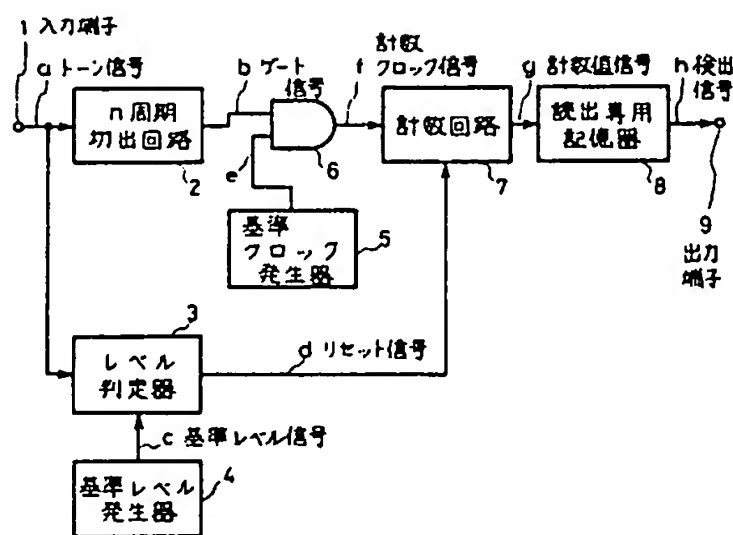 1 入力端子
a トーン信号
n周期
切出回路
2
b ゲート
信号
e
6
基準
クロック
発生器
5
計数
f クロック信号
計数回路
7
g 計数値信号
読出専用
記憶器
8
h 検出
信号
9
出力
端子
3
レベル
判定器
d リセット信号
c 基準レベル信号
基準レベル
発生器
4